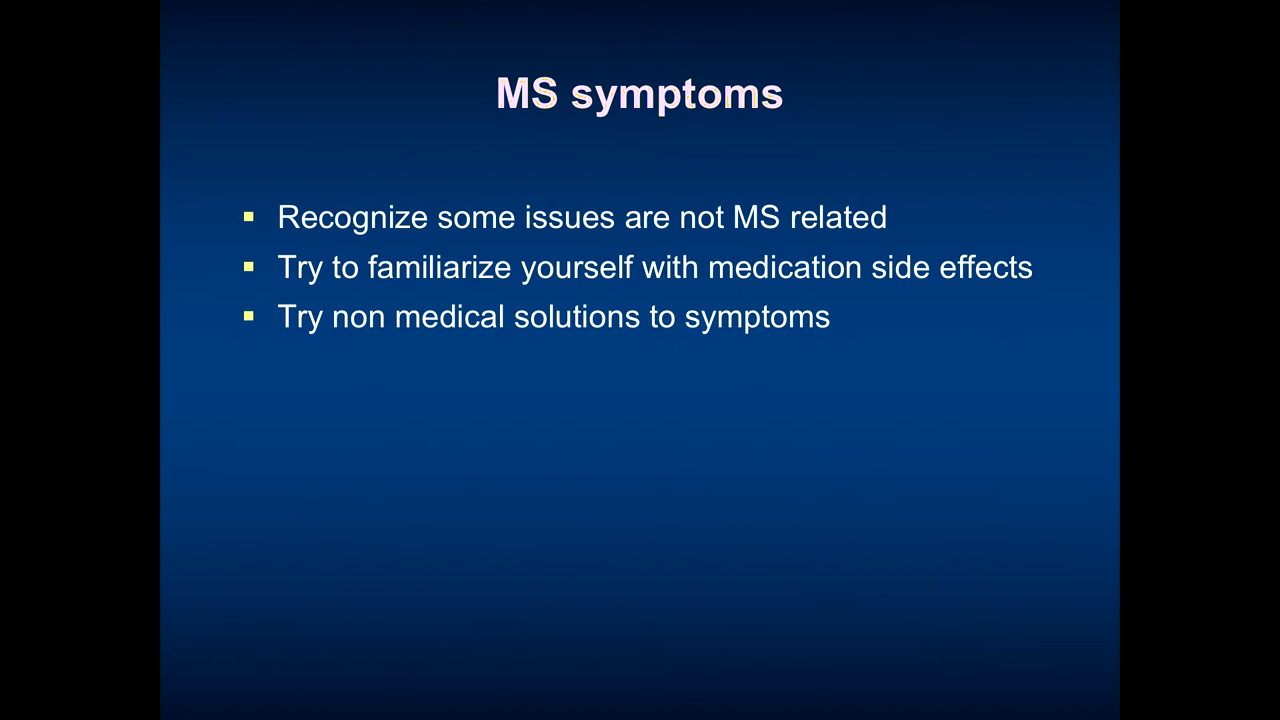 MS symptoms
Recognize some issues are not MS related
Try to familiarize yourself with medication side effects
Try non medical solutions to symptoms